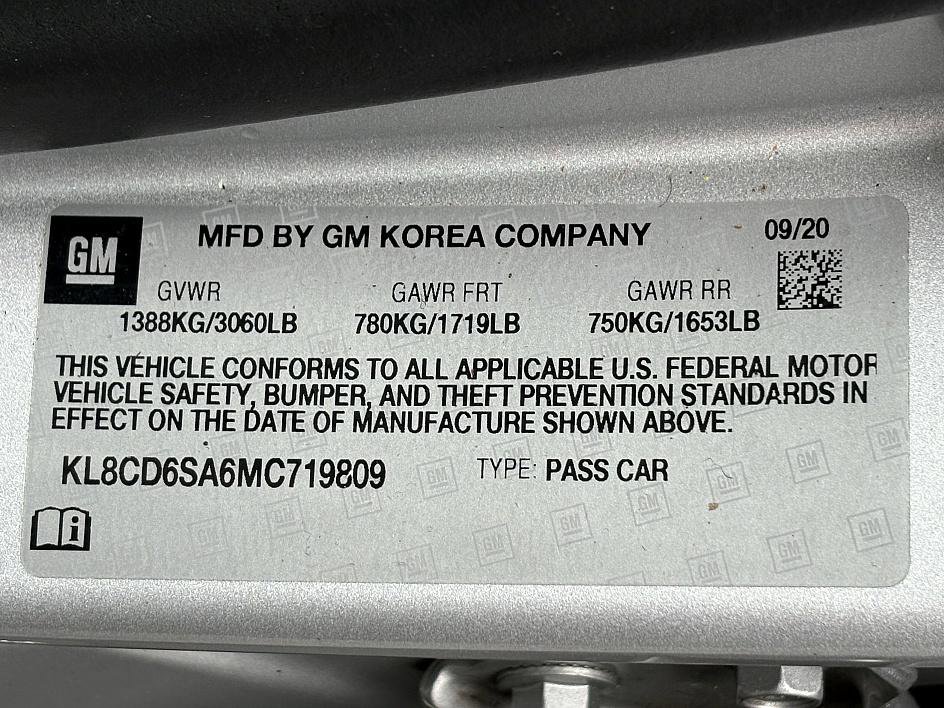 GM
MFD BY GM KOREA COMPANY
09/20
GVWR GAWR FRT GAWR RR
1388KG/3060LB 780KG/1719LB 750KG/1653LB
THIS VEHICLE CONFORMS TO ALL APPLICABLE U.S. FEDERAL MOTOR
VEHICLE SAFETY, BUMPER, AND THEFT PREVENTION STANDARDS IN
EFFECT ON THE DATE OF MANUFACTURE SHOWN ABOVE.
KL8CD6SA6MC719809 TYPE: PASS CAR
i